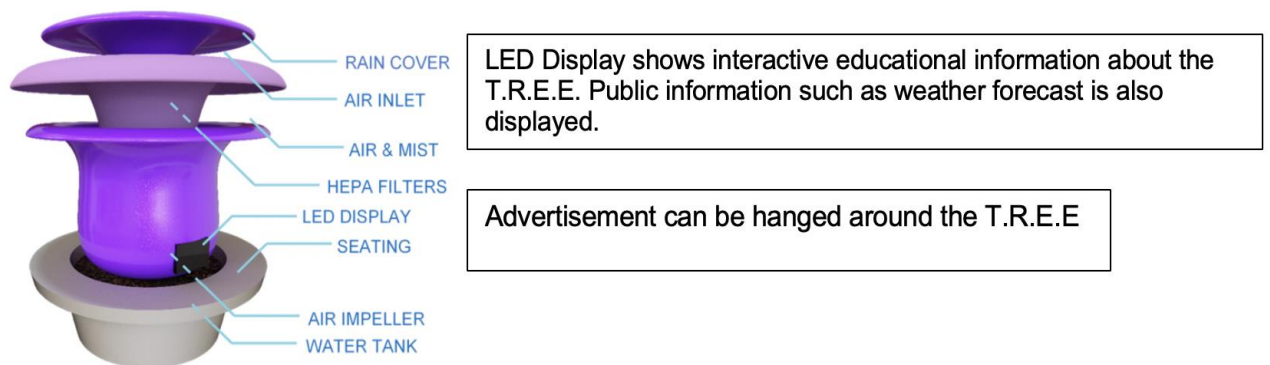 RAIN COVER
AIR INLET
AIR & MIST
HEPA FILTERS
LED DISPLAY
SEATING
AIR IMPELLER
WATER TANK
LED Display shows interactive educational information about the
T.R.E.E. Public information such as weather forecast is also
displayed.
Advertisement can be hanged around the T.R.E.E